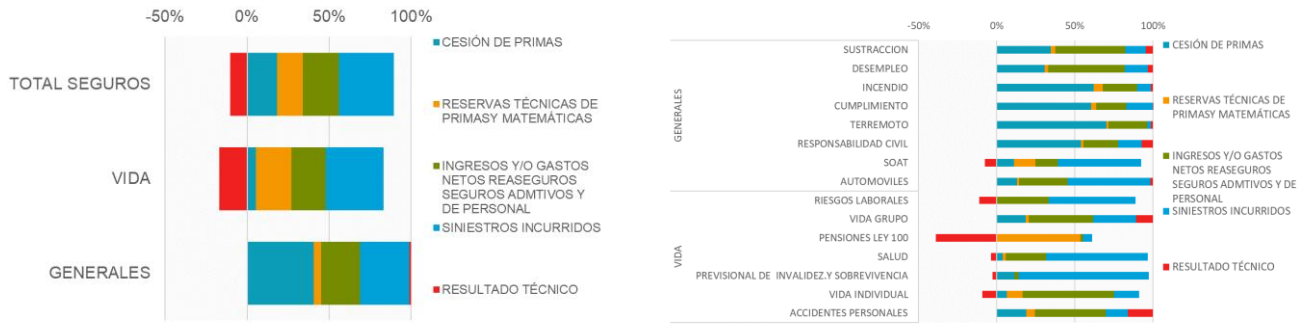 -50% 0% 50% 100%
TOTAL SEGUROS
VIDA
GENERALES
CESIÓN DE PRIMAS
RESERVAS TÉCNICAS DE
PRIMASY MATEMÁTICAS
INGRESOS Y/O GASTOS
NETOS REASEGUROS
SEGUROS ADMTIVOS Y
DE PERSONAL
SINIESTROS INCURRIDOS
RESULTADO TÉCNICO
-50% 0% 50% 100%
GENERALES
SUSTRACCION
DESEMPLEO
INCENDIO
CUMPLIMIENTO
TERREMOTO
RESPONSABILIDAD CIVIL
SOAT
AUTOMOVILES
VIDA
RIESGOS LABORALES
VIDA GRUPO
PENSIONES LEY 100
SALUD
PREVISIONAL DE INVALIDEZ.Y SOBREVIVENCIA
VIDA INDIVIDUAL
ACCIDENTES PERSONALES
CESIÓN DE PRIMAS
RESERVAS TÉCNICAS DE
PRIMASY MATEMÁTICAS
INGRESOS Y/O GASTOS
NETOS REASEGUROS
SEGUROS ADMTIVOS Y DE
PERSONAL
SINIESTROS INCURRIDOS
RESULTADO TÉCNICO